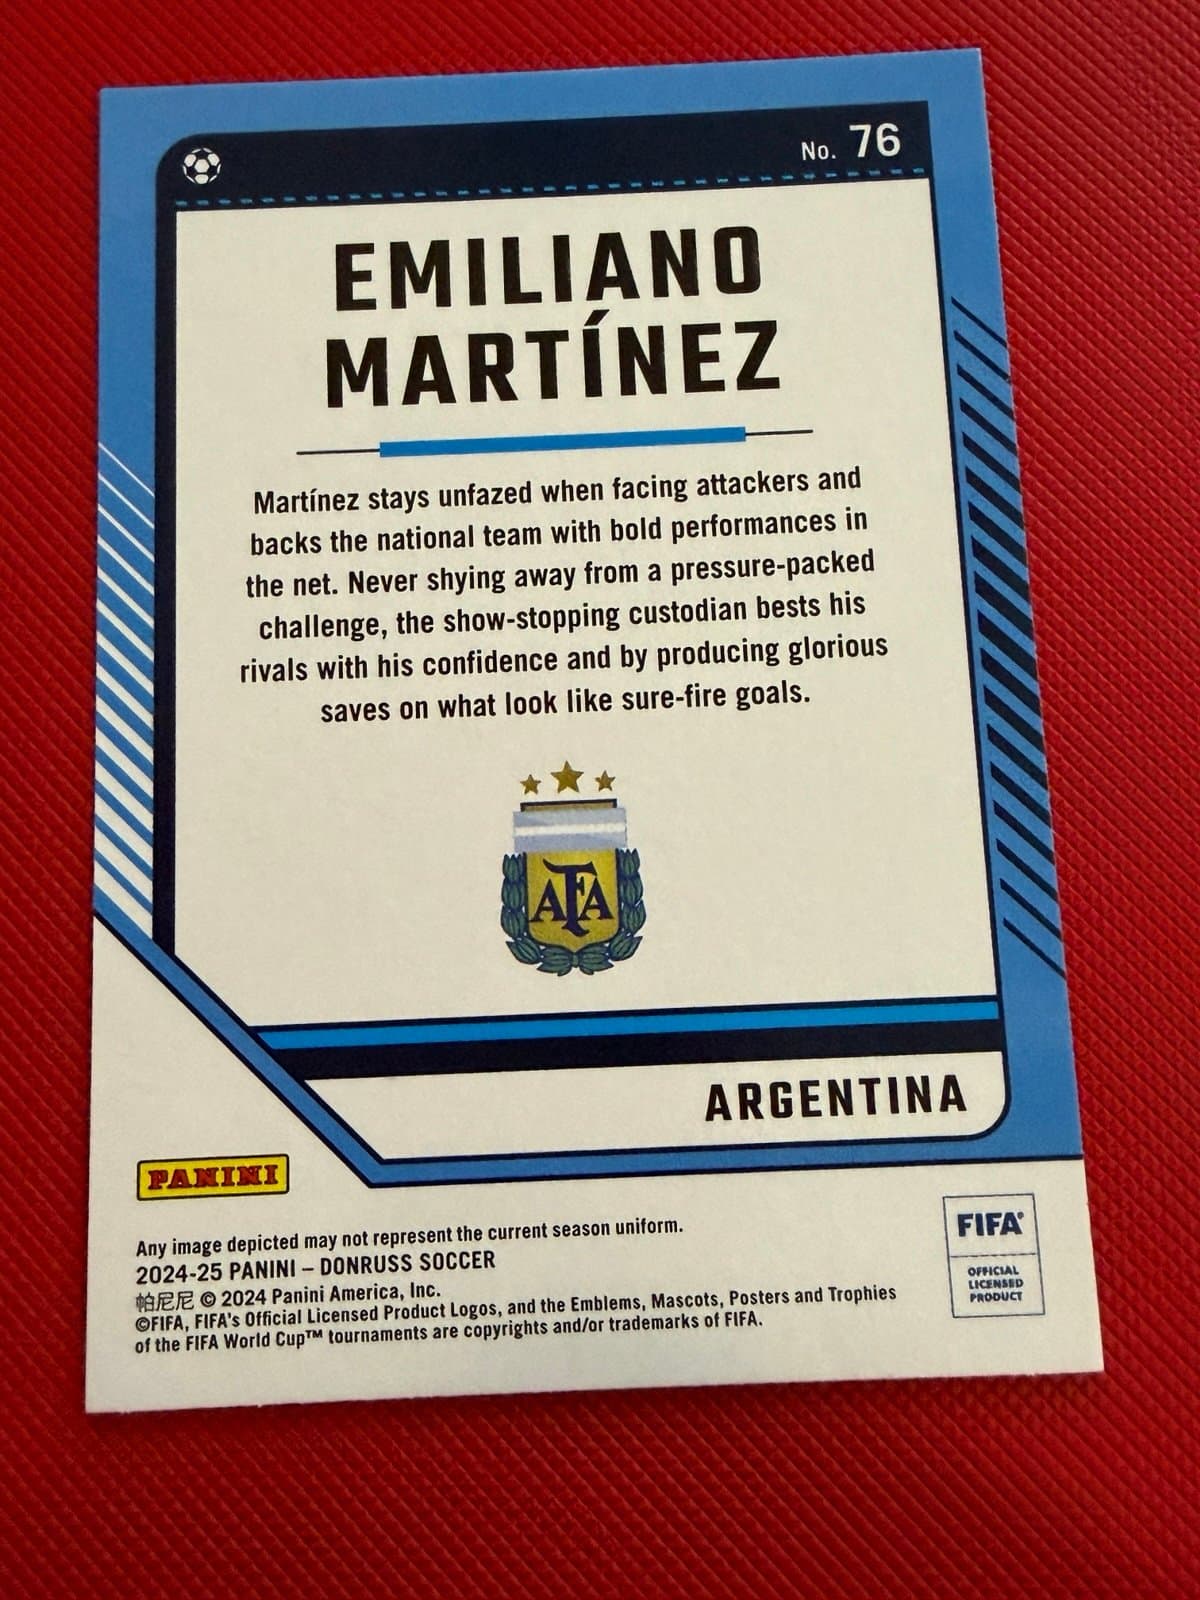 No. 76
EMILIANO
MARTÍNEZ
Martínez stays unfazed when facing attackers and
backs the national team with bold performances in
the net. Never shying away from a pressure-packed
challenge, the show-stopping custodian bests his
rivals with his confidence and by producing glorious
saves on what look like sure-fire goals.
AFA
ARGENTINA
PANINI
Any image depicted may not represent the current season uniform.
2024-25 PANINI – DONRUSS SOCCER
帕尼尼 © 2024 Panini America, Inc.
©FIFA, FIFA's Official Licensed Product Logos, and the Emblems, Mascots, Posters and Trophies
of the FIFA World Cup™ tournaments are copyrights and/or trademarks of FIFA.
FIFA®
OFFICIAL
LICENSED
PRODUCT